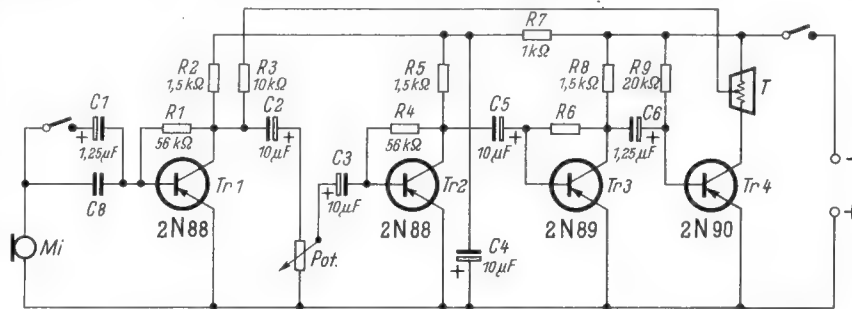 R7
1kΩ
R2
1,5kΩ
R3
10kΩ
R5
1,5kΩ
R8
1,5kΩ
R9
20kΩ
T
C1
+
1,25µF
R1
56kΩ
C2
+
10µF
R4
56kΩ
C5
+
10µF
R6
C6
+
1,25µF
C3
+
10µF
C8
Tr1
2N88
Tr2
2N88
Tr3
2N89
Tr4
2N90
−
+
Mi
Pot.
C4
+
10µF